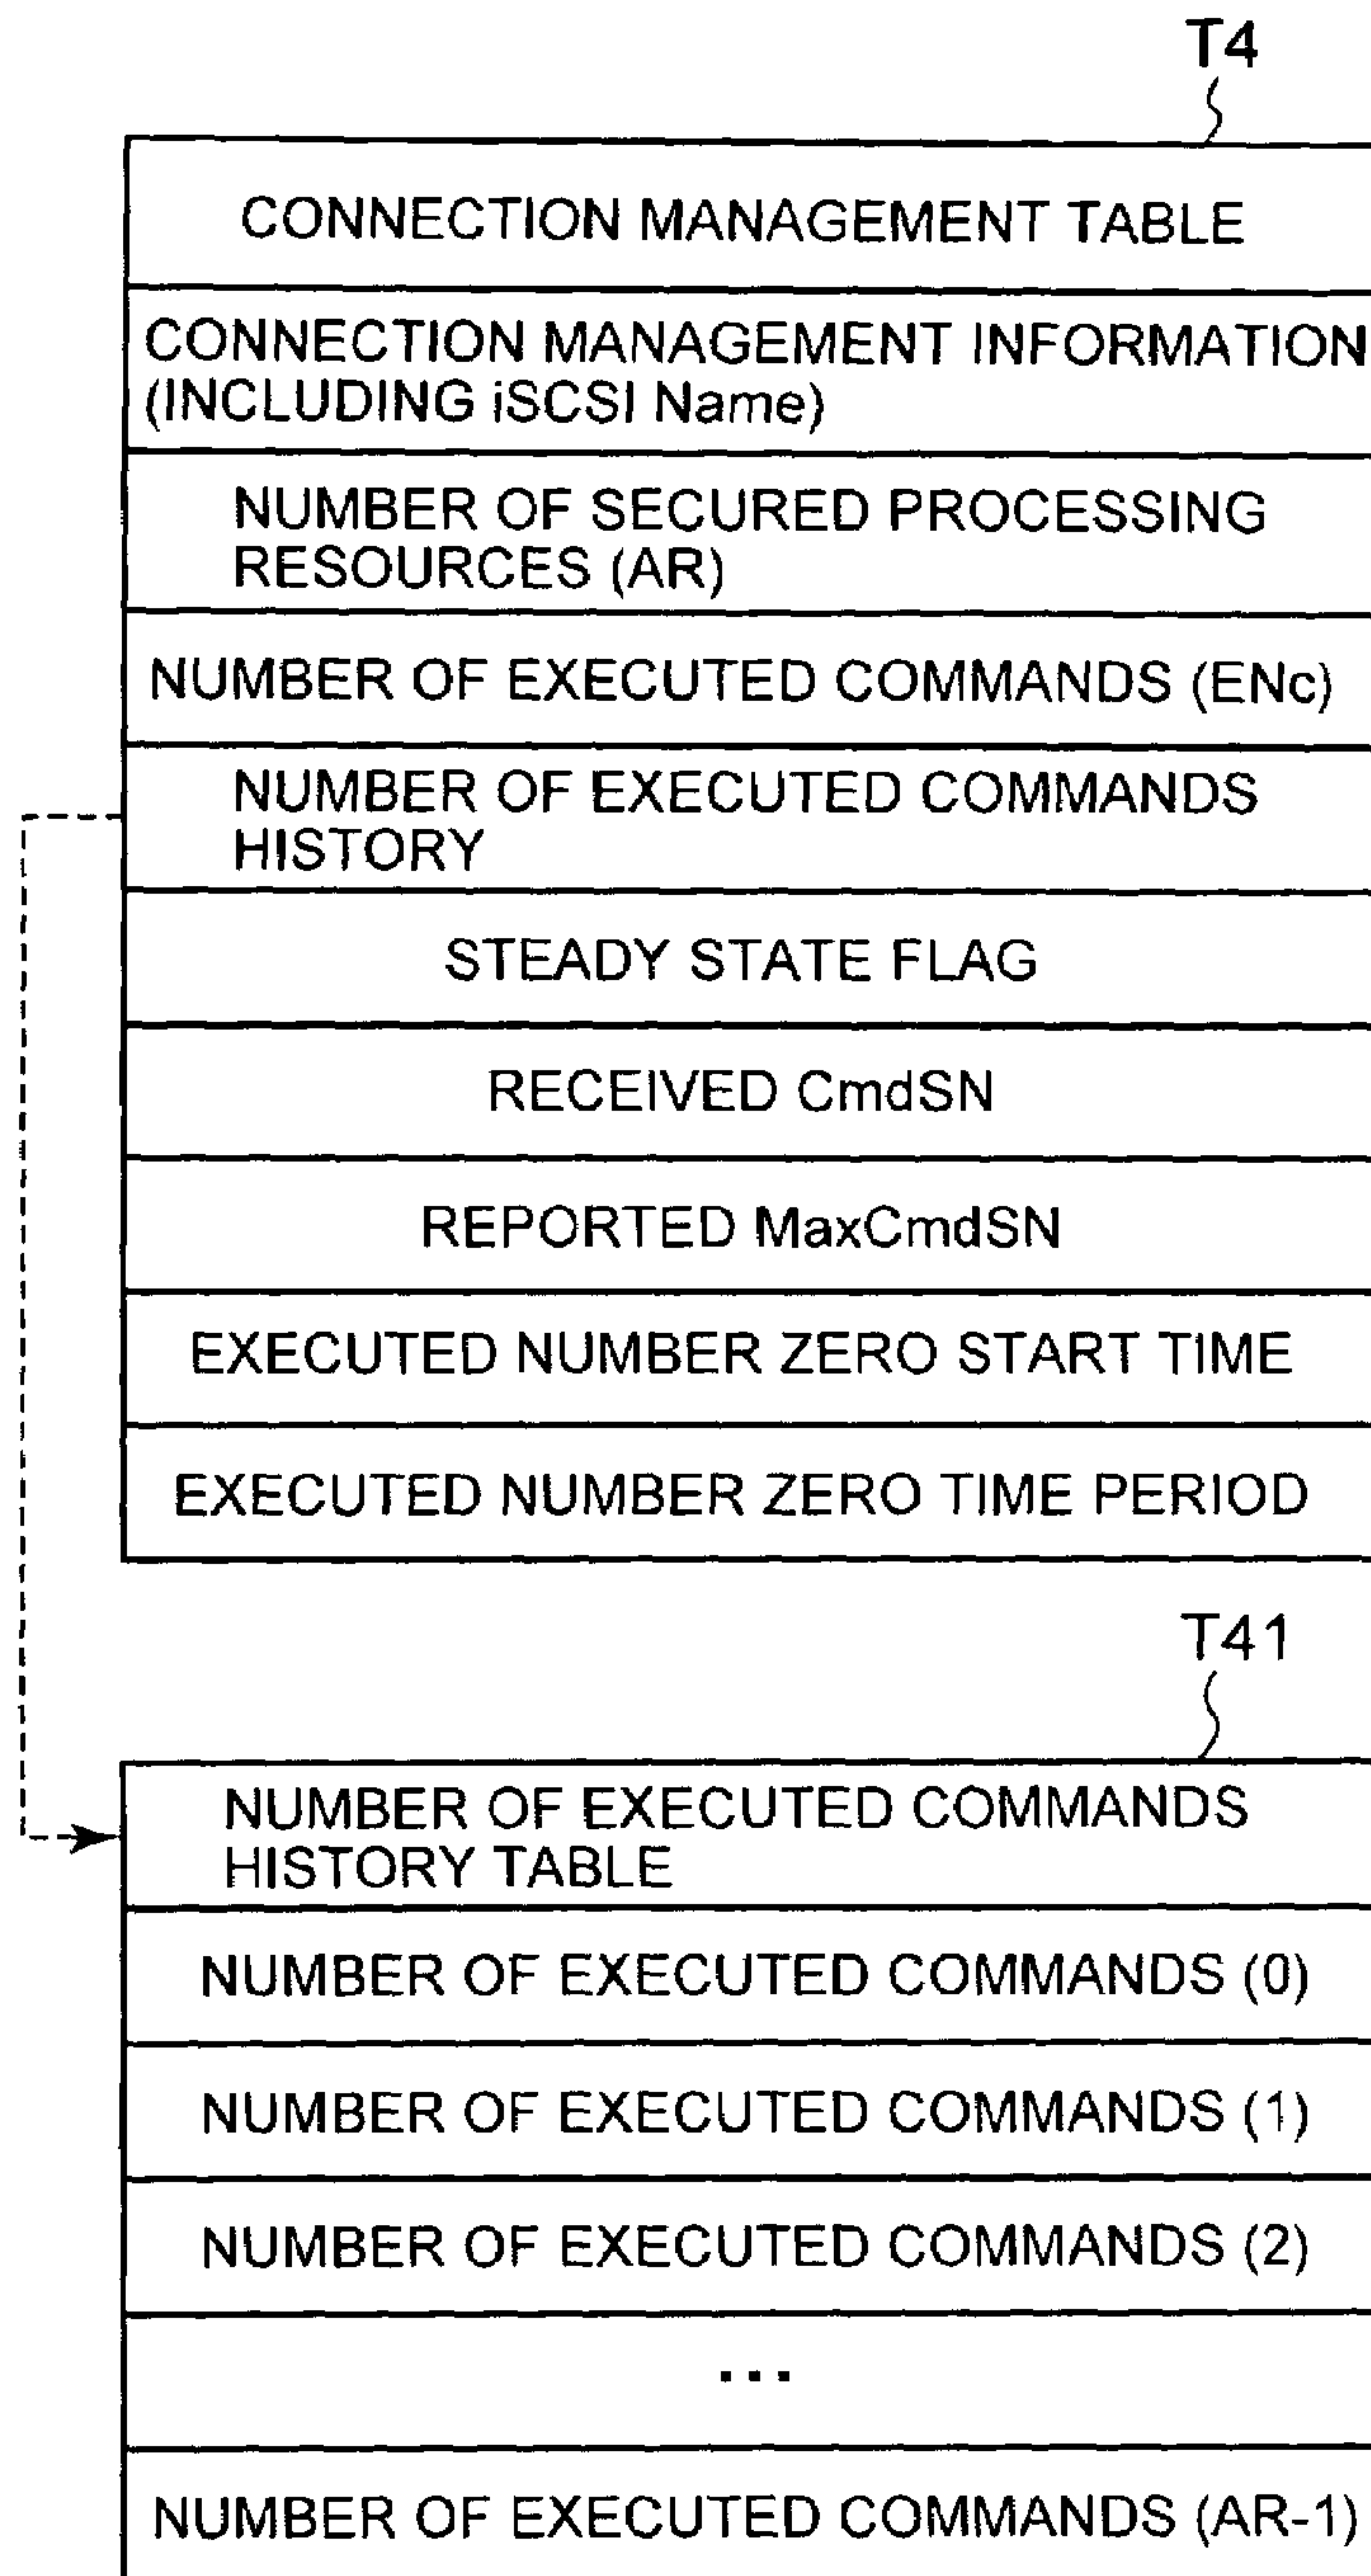 T4
CONNECTION MANAGEMENT TABLE
CONNECTION MANAGEMENT INFORMATION
(INCLUDING iSCSI Name)
NUMBER OF SECURED PROCESSING
RESOURCES (AR)
NUMBER OF EXECUTED COMMANDS (ENc)
NUMBER OF EXECUTED COMMANDS
HISTORY
STEADY STATE FLAG
RECEIVED CmdSN
REPORTED MaxCmdSN
EXECUTED NUMBER ZERO START TIME
EXECUTED NUMBER ZERO TIME PERIOD
T41
NUMBER OF EXECUTED COMMANDS
HISTORY TABLE
NUMBER OF EXECUTED COMMANDS (0)
NUMBER OF EXECUTED COMMANDS (1)
NUMBER OF EXECUTED COMMANDS (2)
...
NUMBER OF EXECUTED COMMANDS (AR-1)